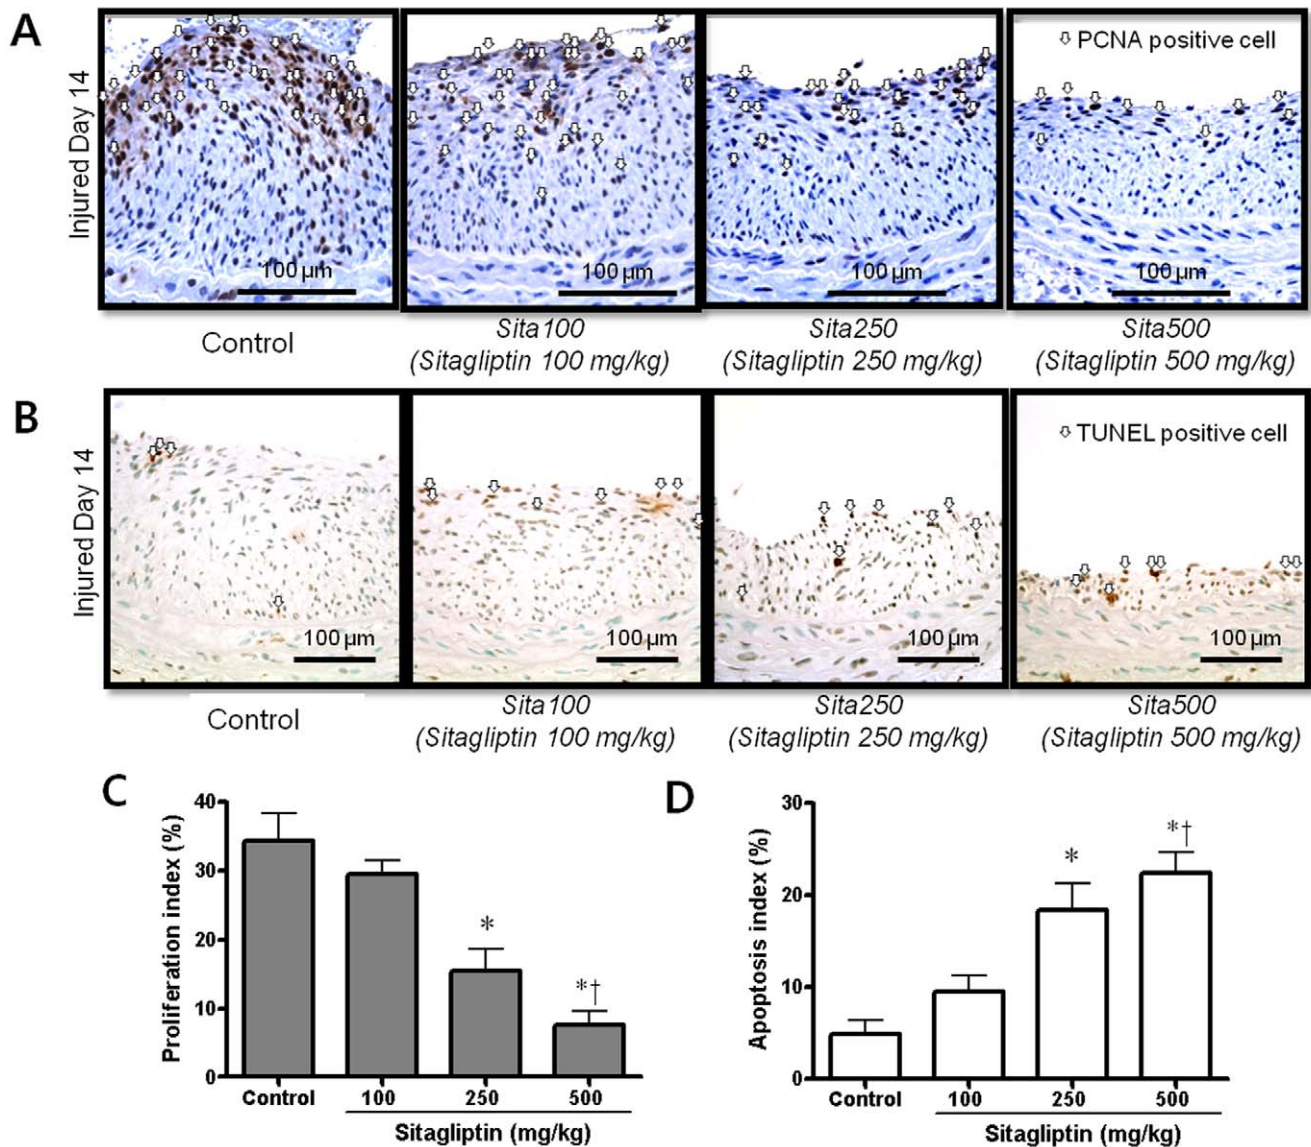 A
Injured Day 14
PCNA positive cell
100 µm
100 µm
100 µm
100 µm
Control
Sita100
(Sitagliptin 100 mg/kg)
Sita250
(Sitagliptin 250 mg/kg)
Sita500
(Sitagliptin 500 mg/kg)
B
Injured Day 14
TUNEL positive cell
100 µm
100 µm
100 µm
100 µm
Control
Sita100
(Sitagliptin 100 mg/kg)
Sita250
(Sitagliptin 250 mg/kg)
Sita500
(Sitagliptin 500 mg/kg)
C
Proliferation index (%)
40
30
20
10
0
*
*†
Control 100 250 500
Sitagliptin (mg/kg)
D
Apoptosis index (%)
30
20
10
0
*
*†
Control 100 250 500
Sitagliptin (mg/kg)